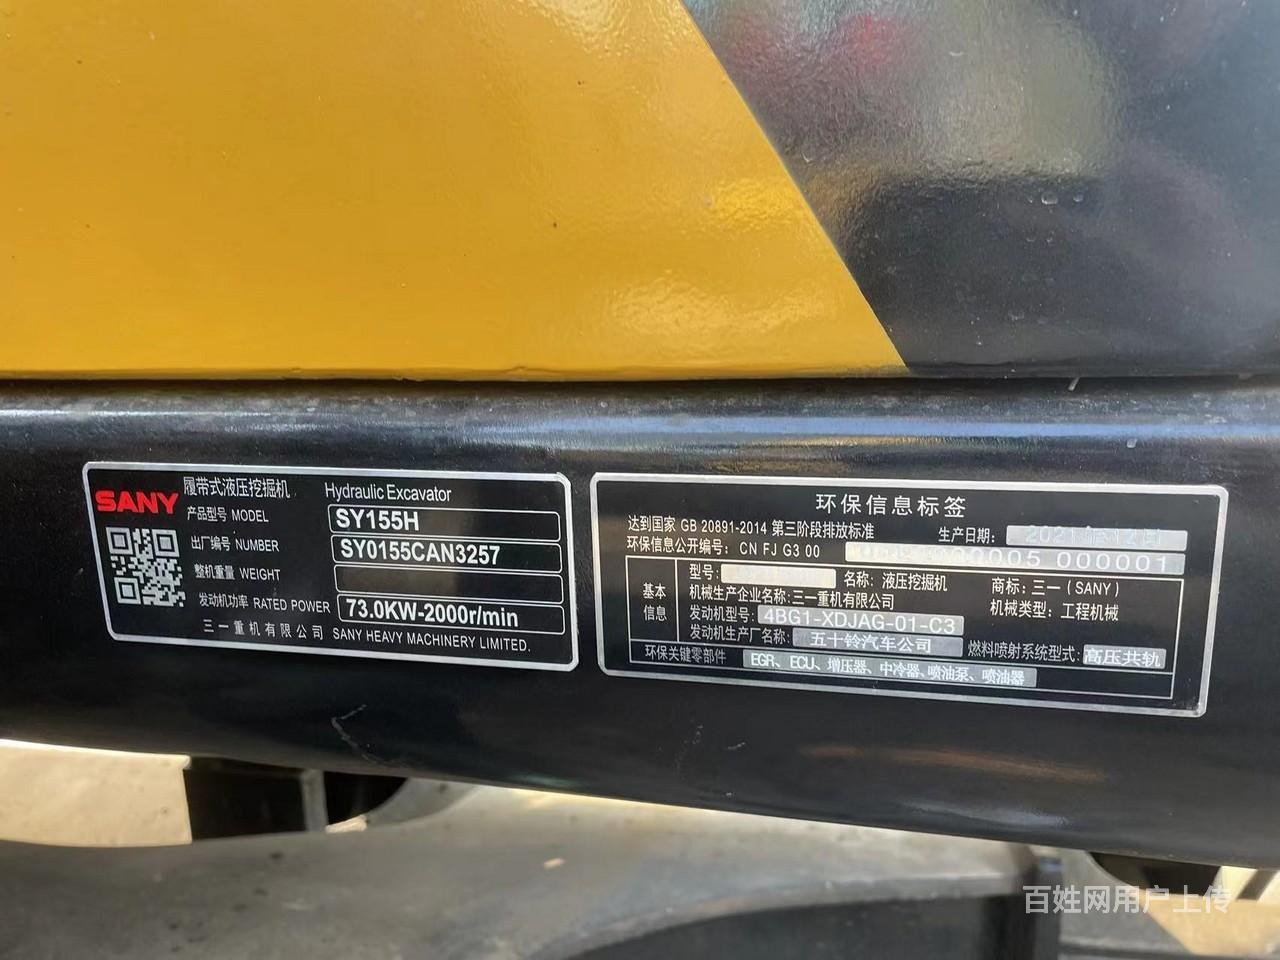 SANY
履带式液压挖掘机 Hydraulic Excavator
产品型号 MODEL SY155H
出厂编号 NUMBER SY0155CAN3257
整机重量 WEIGHT
发动机功率 RATED POWER 73.0KW-2000r/min
三一重机有限公司 SANY HEAVY MACHINERY LIMITED.
环保信息标签
达到国家 GB 20891-2014 第三阶段排放标准 生产日期:
环保信息公开编号: CN FJ G3 00 000001
基本信息
型号: 名称: 液压挖掘机 商标: 三一(SANY)
机械生产企业名称:三一重机有限公司 机械类型: 工程机械
发动机型号: 4BG1-XDJAG-01-C3
发动机生产厂名称: 五十铃汽车公司 燃料喷射系统型式: 高压共轨
环保关键零部件 EGR、ECU、增压器、中冷器、喷油泵、喷油器
百姓网用户上传